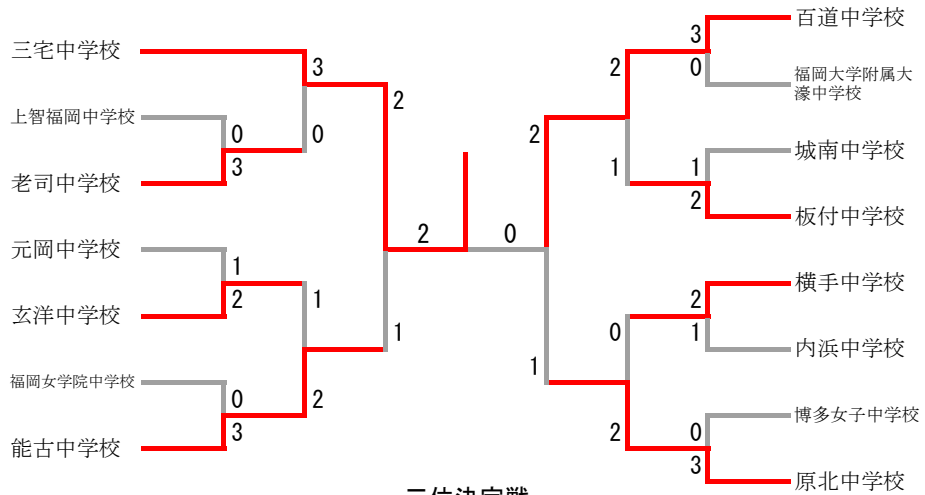 三宅中学校
上智福岡中学校
老司中学校
元岡中学校
玄洋中学校
福岡女学院中学校
能古中学校
3
0
0
3
1
2
1
2
0
3
2
1
2
0
2
1
2
1
0
2
3
0
1
2
2
1
0
3
百道中学校
福岡大学附属大
濠中学校
城南中学校
板付中学校
横手中学校
内浜中学校
博多女子中学校
原北中学校
三位決定戦